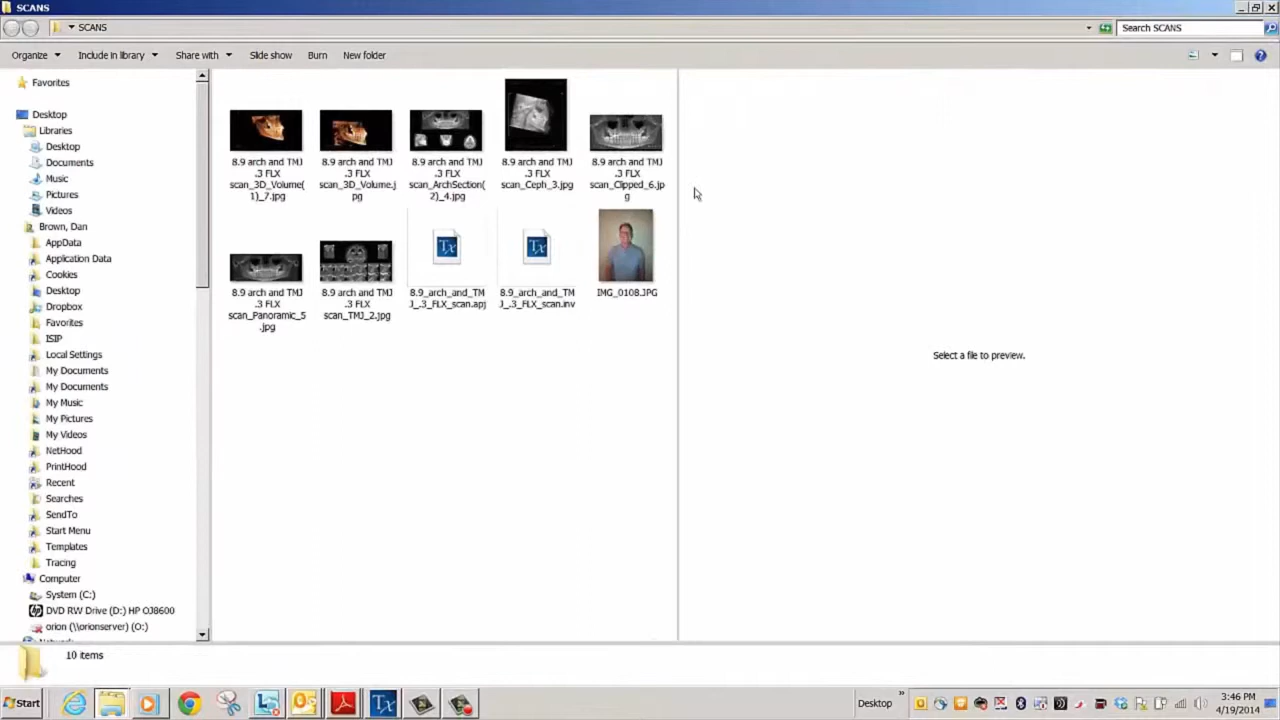 SCANS
SCANS
Search SCANS
Organize Include in library Share with Slide show Burn New folder
Favorites
Desktop
Libraries
Desktop
Documents
Music
Pictures
Videos
Brown, Dan
AppData
Application Data
Cookies
Desktop
Dropbox
Favorites
ISIP
Local Settings
My Documents
My Documents
My Music
My Pictures
My Videos
NetHood
PrintHood
Recent
Searches
SendTo
Start Menu
Templates
Tracing
Computer
System (C:)
DVD RW Drive (D:) HP OJ8600
orion (\\orionserver) (O:)
8.9 arch and TMJ
.3 FLX
scan_3D_Volume(
1)_7.jpg
8.9 arch and TMJ
.3 FLX
scan_3D_Volume.j
pg
8.9 arch and TMJ
.3 FLX
scan_ArchSection(
2)_4.jpg
8.9 arch and TMJ
.3 FLX
scan_Ceph_3.jpg
8.9 arch and TMJ
.3 FLX
scan_Clipped_6.jp
g
8.9 arch and TMJ
.3 FLX
scan_Panoramic_5
.jpg
8.9 arch and TMJ
.3 FLX
scan_TMJ_2.jpg
Tx
8.9_arch_and_TM
J_.3_FLX_scan.apj
Tx
8.9_arch_and_TM
J_.3_FLX_scan.inv
IMG_0108.JPG
Select a file to preview.
10 items
Start
Tx
Desktop
3:46 PM
4/19/2014